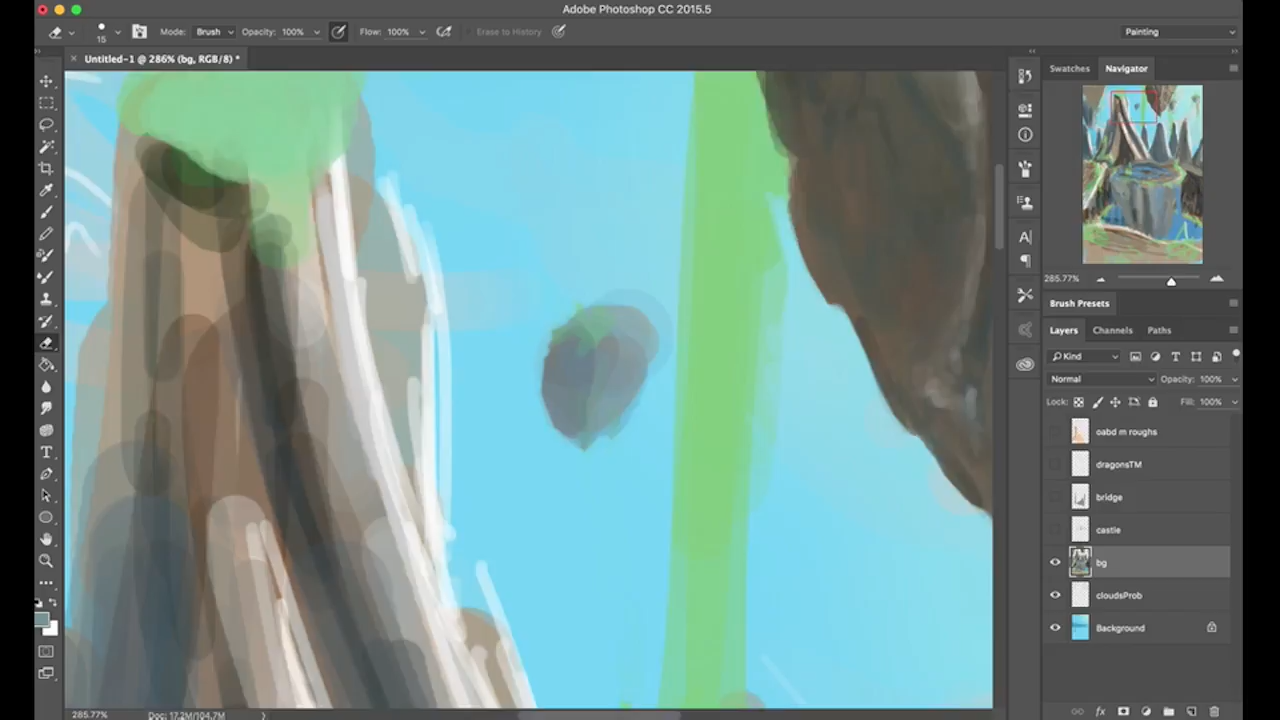 Adobe Photoshop CC 2015.5
15 Mode: Brush Opacity: 100% Flow: 100% Erase to History Painting
× Untitled-1 @ 286% (bg, RGB/8) *
Swatches Navigator
285.77%
Brush Presets
Layers Channels Paths
Kind
Normal Opacity: 100%
Lock: Fill: 100%
oabd m roughs
dragonsTM
bridge
castle
bg
cloudsProb
Background
285.77% Doc: 17.2M/104.7M